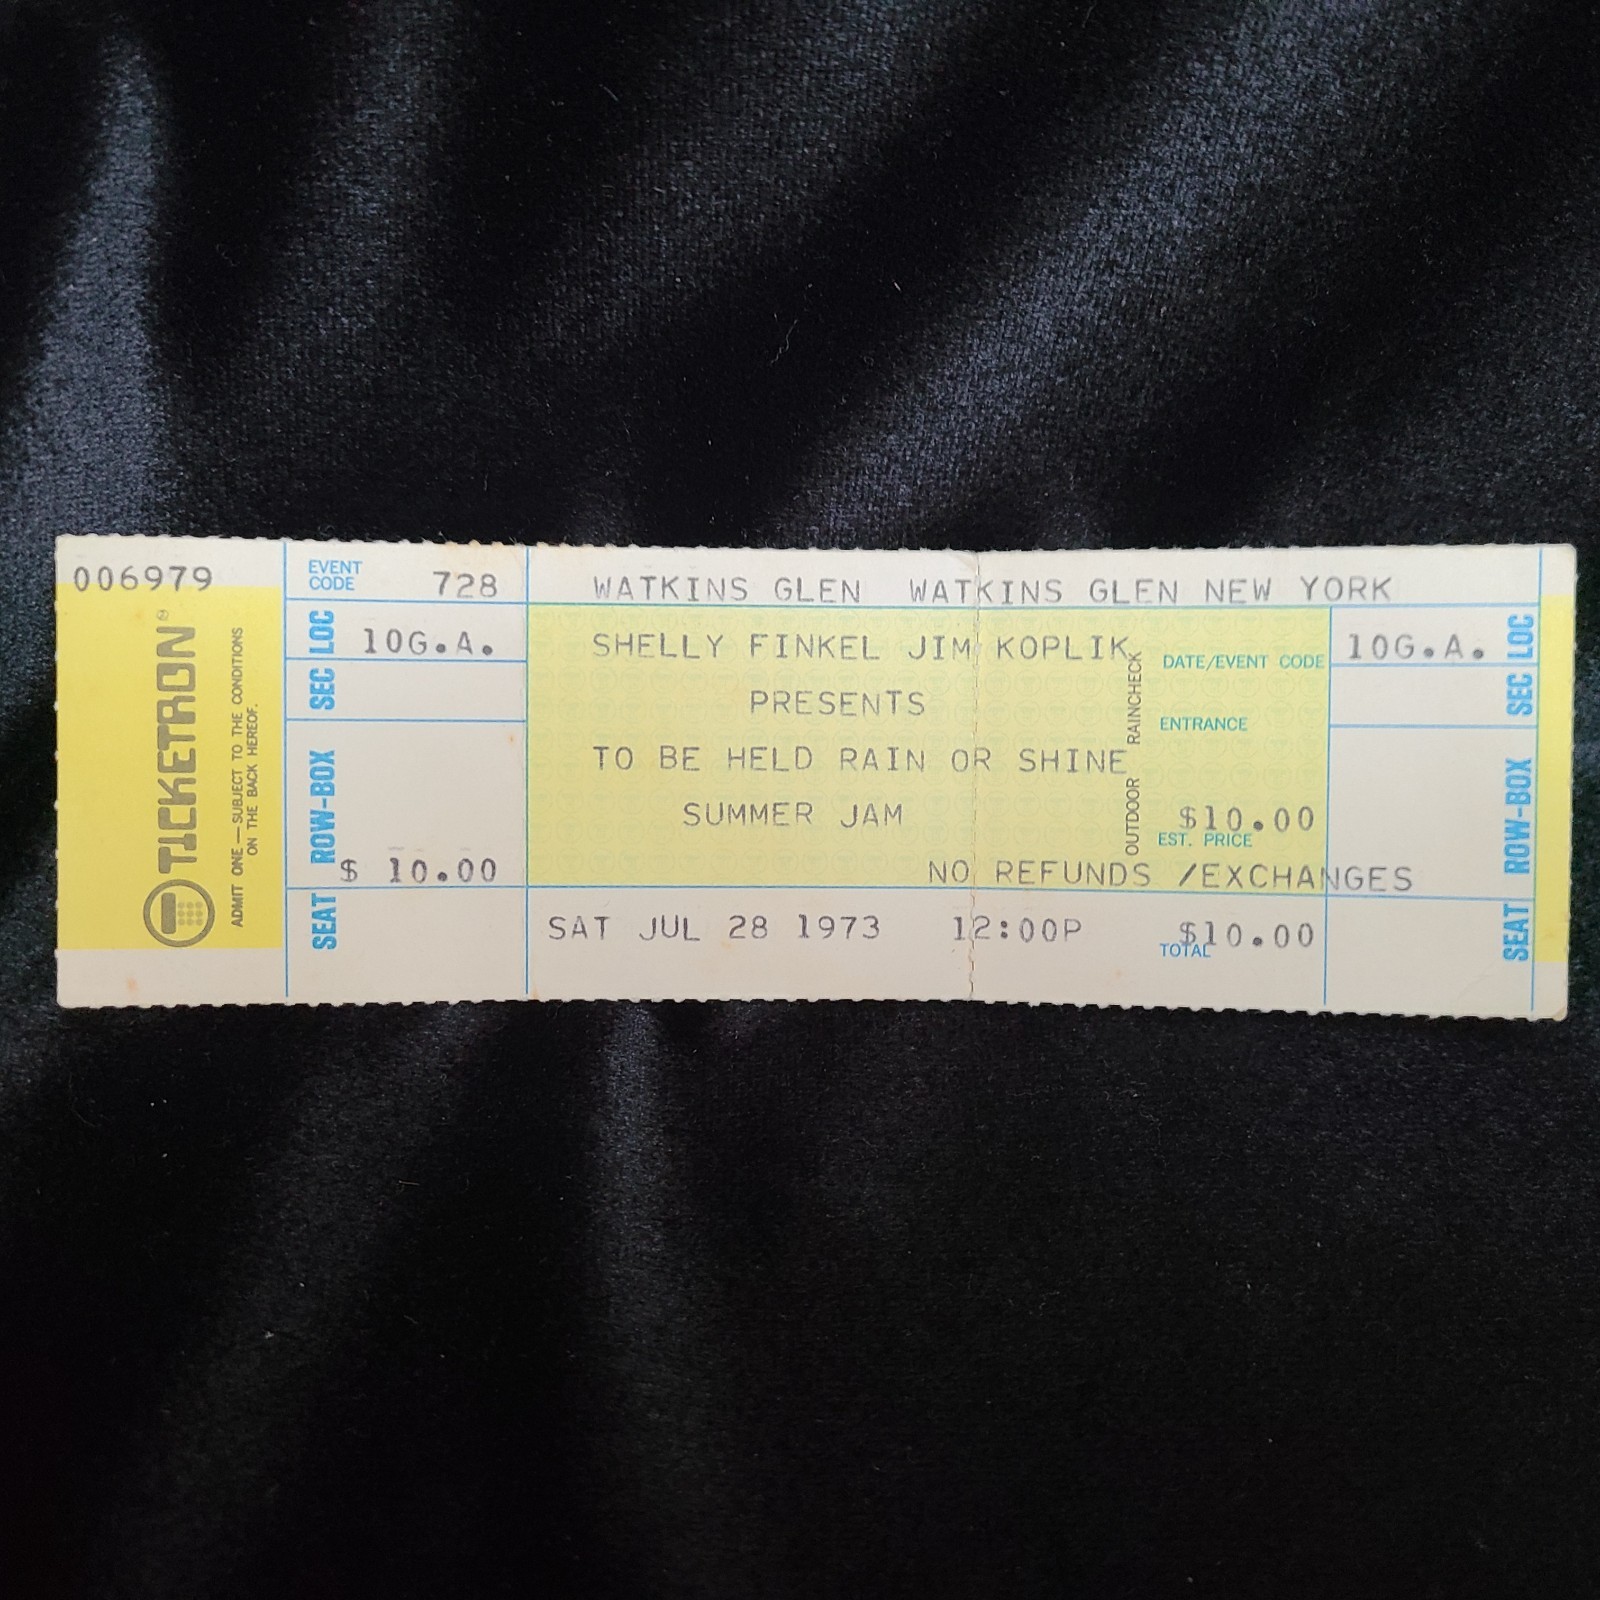 006979
TICKETRON®
ADMIT ONE — SUBJECT TO THE CONDITIONS
ON THE BACK HEREOF.
EVENT
CODE
728
LOC
10G.A.
SEC
ROW-BOX
$ 10.00
SEAT
WATKINS GLEN WATKINS GLEN NEW YORK
SHELLY FINKEL JIM KOPLIK
PRESENTS
TO BE HELD RAIN OR SHINE
SUMMER JAM
OUTDOOR RAINCHECK
DATE/EVENT CODE
ENTRANCE
$10.00
EST. PRICE
NO REFUNDS /EXCHANGES
SAT JUL 28 1973 12:00P
$10.00
TOTAL
10G.A.
LOC
SEC
ROW-BOX
SEAT